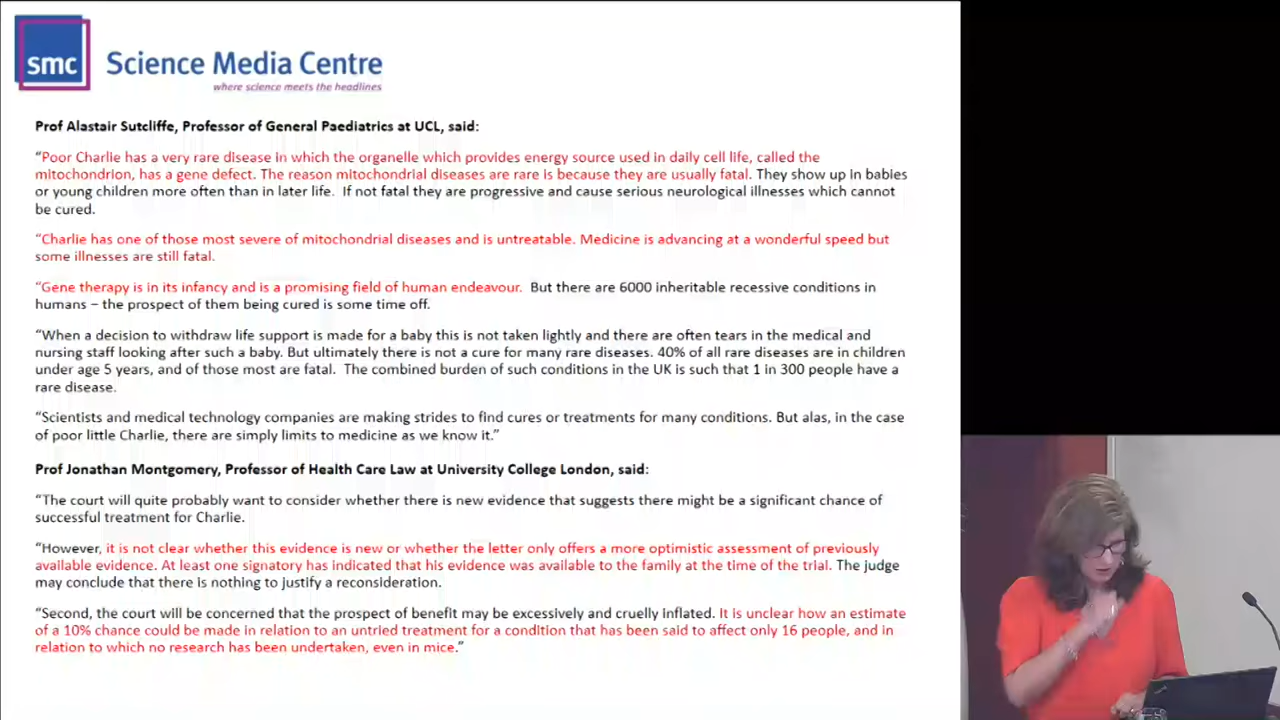 smc
Science Media Centre
where science meets the headlines
Prof Alastair Sutcliffe, Professor of General Paediatrics at UCL, said:
“Poor Charlie has a very rare disease in which the organelle which provides energy source used in daily cell life, called the
mitochondrion, has a gene defect. The reason mitochondrial diseases are rare is because they are usually fatal. They show up in babies
or young children more often than in later life. If not fatal they are progressive and cause serious neurological illnesses which cannot
be cured.
“Charlie has one of those most severe of mitochondrial diseases and is untreatable. Medicine is advancing at a wonderful speed but
some illnesses are still fatal.
“Gene therapy is in its infancy and is a promising field of human endeavour. But there are 6000 inheritable recessive conditions in
humans – the prospect of them being cured is some time off.
“When a decision to withdraw life support is made for a baby this is not taken lightly and there are often tears in the medical and
nursing staff looking after such a baby. But ultimately there is not a cure for many rare diseases. 40% of all rare diseases are in children
under age 5 years, and of those most are fatal. The combined burden of such conditions in the UK is such that 1 in 300 people have a
rare disease.
“Scientists and medical technology companies are making strides to find cures or treatments for many conditions. But alas, in the case
of poor little Charlie, there are simply limits to medicine as we know it.”
Prof Jonathan Montgomery, Professor of Health Care Law at University College London, said:
“The court will quite probably want to consider whether there is new evidence that suggests there might be a significant chance of
successful treatment for Charlie.
“However, it is not clear whether this evidence is new or whether the letter only offers a more optimistic assessment of previously
available evidence. At least one signatory has indicated that his evidence was available to the family at the time of the trial. The judge
may conclude that there is nothing to justify a reconsideration.
“Second, the court will be concerned that the prospect of benefit may be excessively and cruelly inflated. It is unclear how an estimate
of a 10% chance could be made in relation to an untried treatment for a condition that has been said to affect only 16 people, and in
relation to which no research has been undertaken, even in mice.”